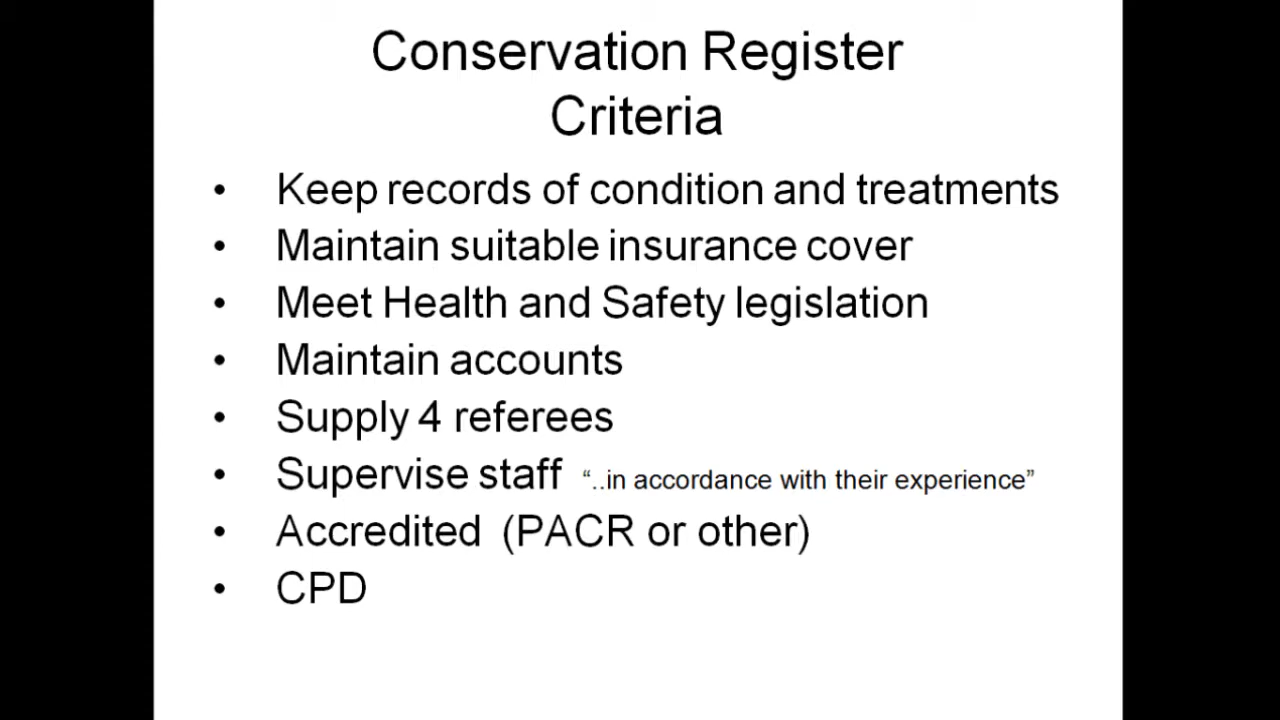 Conservation Register
Criteria
• Keep records of condition and treatments
• Maintain suitable insurance cover
• Meet Health and Safety legislation
• Maintain accounts
• Supply 4 referees
• Supervise staff “..in accordance with their experience”
• Accredited (PACR or other)
• CPD